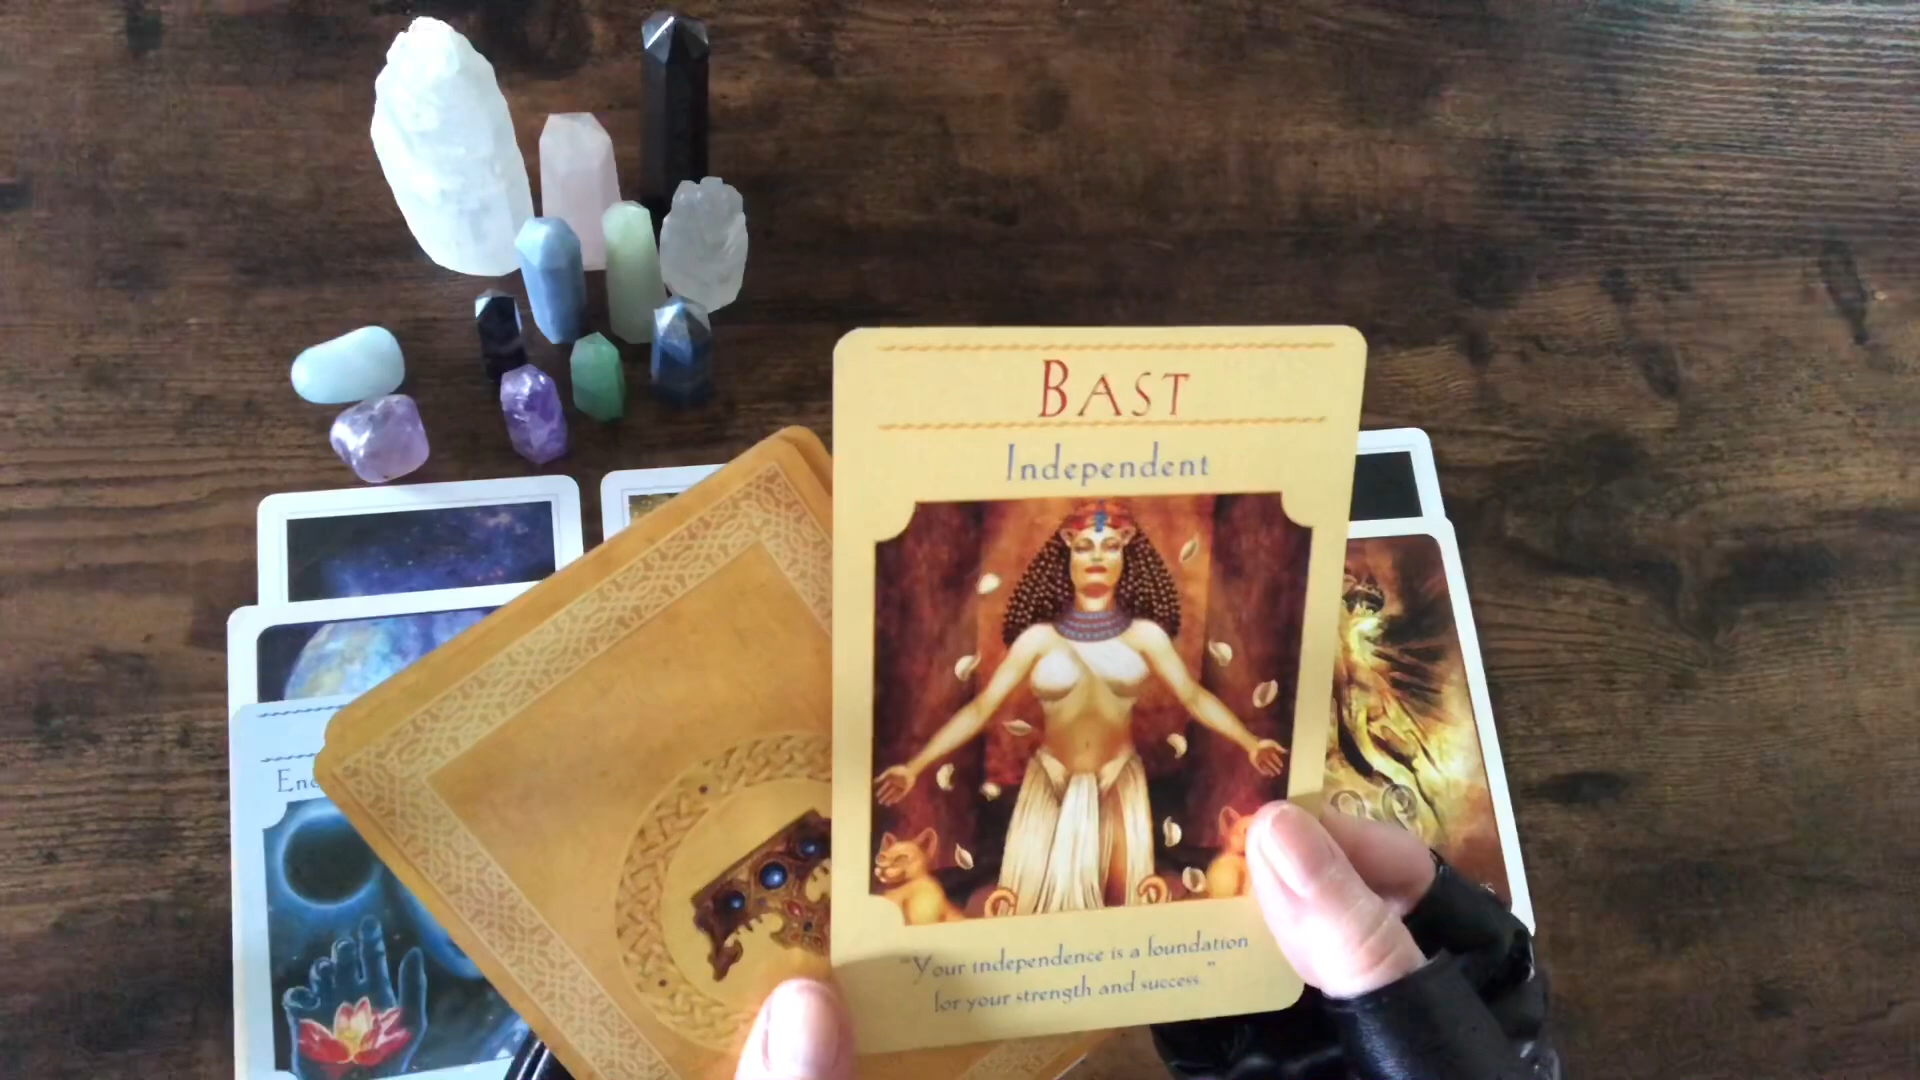 BAST
Independent
"Your independence is a foundation
for your strength and success."